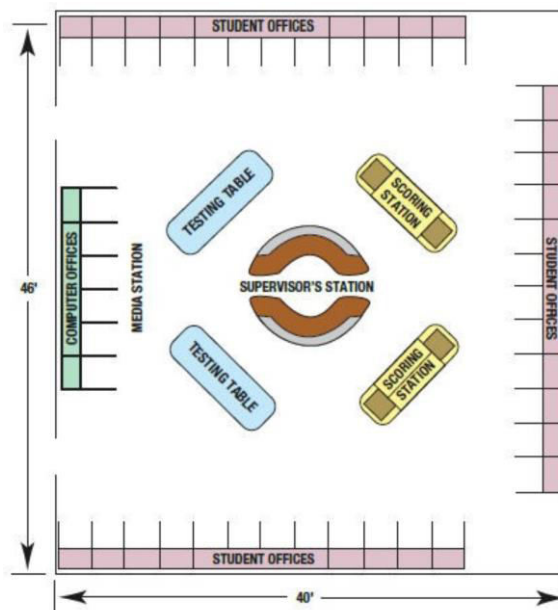 STUDENT OFFICES
TESTING TABLE
SCORING
STATION
COMPUTER OFFICES
MEDIA STATION
SUPERVISOR'S STATION
STUDENT OFFICES
46'
TESTING TABLE
SCORING
STATION
STUDENT OFFICES
40'